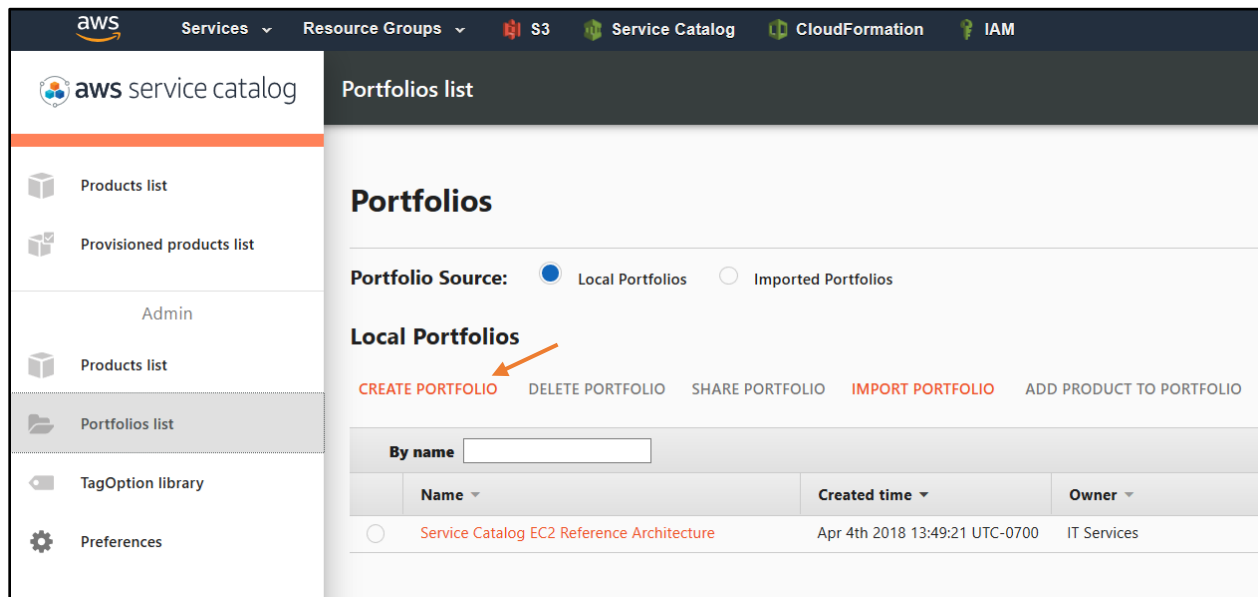 aws Services Resource Groups S3 Service Catalog CloudFormation IAM
aws service catalog
Portfolios list
Products list
Provisioned products list
Admin
Products list
Portfolios list
TagOption library
Preferences
Portfolios
Portfolio Source: Local Portfolios Imported Portfolios
Local Portfolios
CREATE PORTFOLIO DELETE PORTFOLIO SHARE PORTFOLIO IMPORT PORTFOLIO ADD PRODUCT TO PORTFOLIO
By name
Name Created time Owner
Service Catalog EC2 Reference Architecture Apr 4th 2018 13:49:21 UTC-0700 IT Services